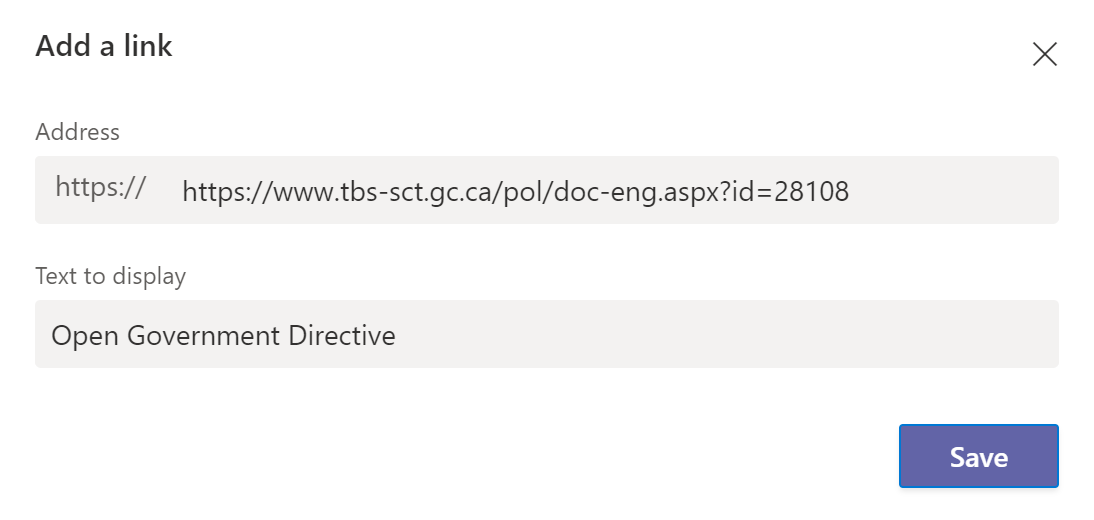 Add a link
Address
https:// https://www.tbs-sct.gc.ca/pol/doc-eng.aspx?id=28108
Text to display
Open Government Directive
Save